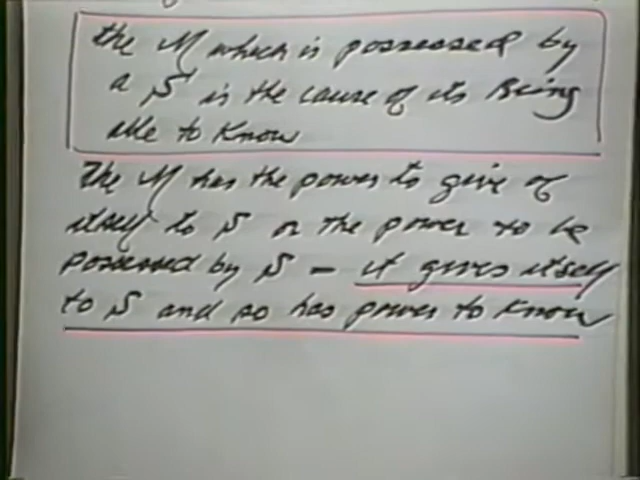 the M which is possessed by
a S is the cause of its Being
able to know
The M has the power to give of
itself to S or the power to be
possessed by S – it gives itself
to S and so has power to know